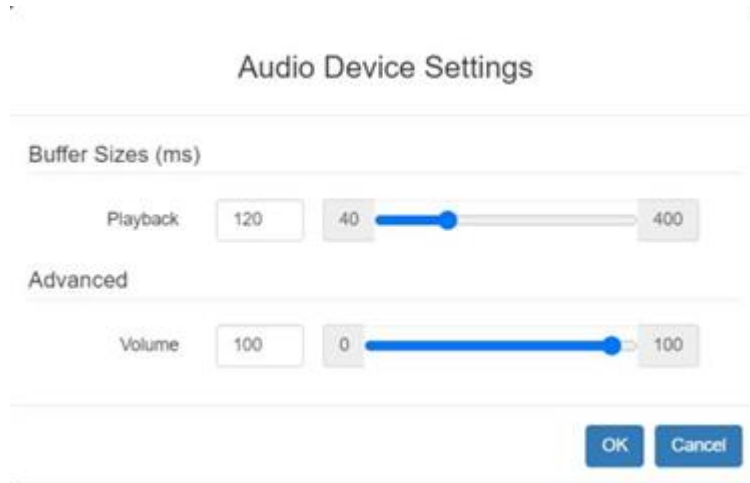 Audio Device Settings
Buffer Sizes (ms)
Playback 120 40 400
Advanced
Volume 100 0 100
OK Cancel